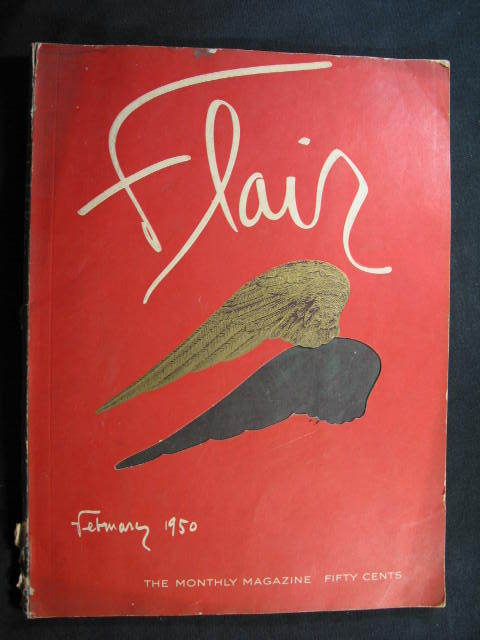 Flair
February 1950
THE MONTHLY MAGAZINE FIFTY CENTS